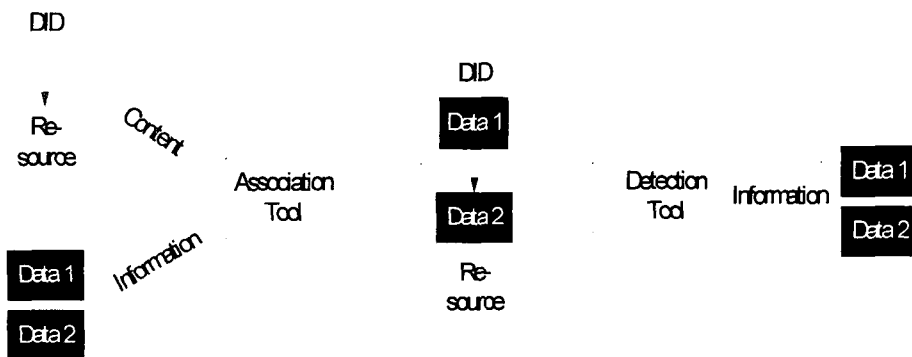 DID
Re-
source
Content
Information
Data 1
Data 2
Association
Tool
DID
Data 1
Data 2
Re-
source
Detection
Tool
Information
Data 1
Data 2